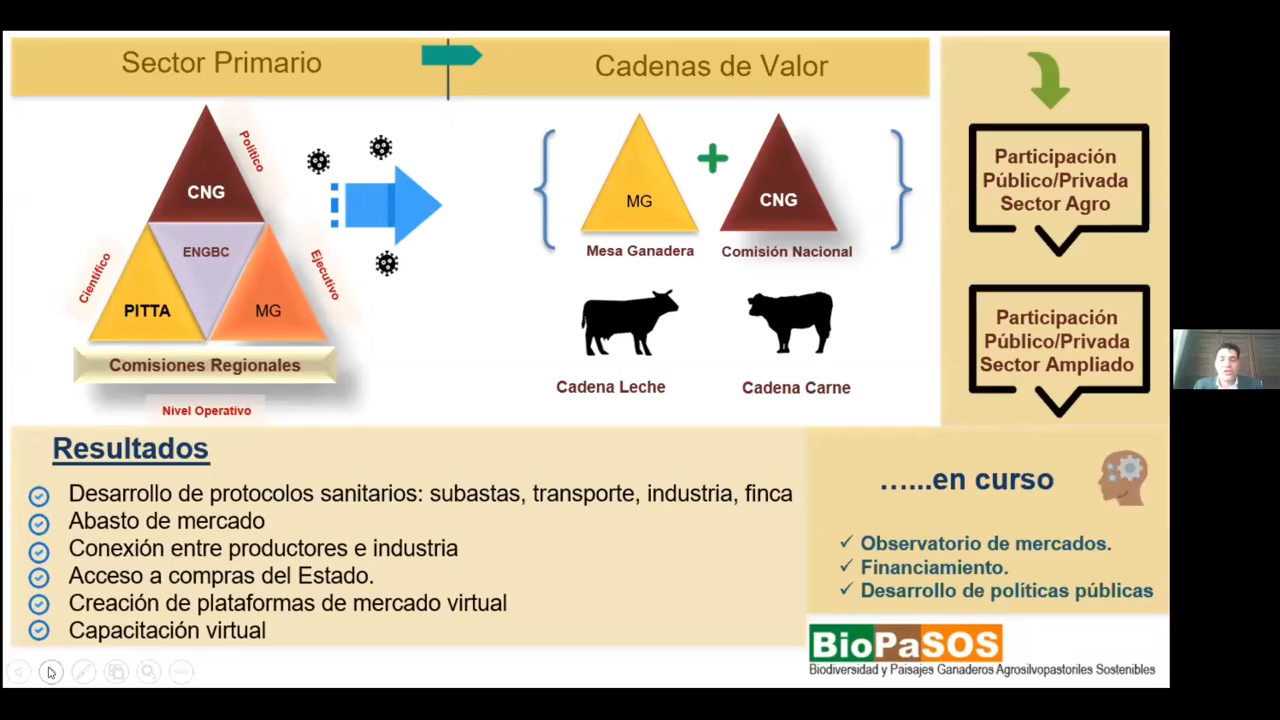 Sector Primario
Cadenas de Valor
Político
CNG
ENGBC
Científico
Ejecutivo
PITTA
MG
Comisiones Regionales
Nivel Operativo
MG
CNG
Mesa Ganadera
Comisión Nacional
Cadena Leche
Cadena Carne
Participación
Público/Privada
Sector Agro
Participación
Público/Privada
Sector Ampliado
Resultados
Desarrollo de protocolos sanitarios: subastas, transporte, industria, finca
Abasto de mercado
Conexión entre productores e industria
Acceso a compras del Estado.
Creación de plataformas de mercado virtual
Capacitación virtual
…...en curso
Observatorio de mercados.
Financiamiento.
Desarrollo de políticas públicas
BioPaSOS
Biodiversidad y Paisajes Ganaderos Agrosilvopastoriles Sostenibles